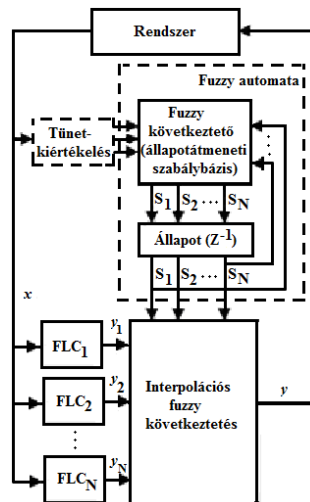 Rendszer
Fuzzy automata
Tünet-
kiértékelés
Fuzzy
következtető
(állapotátmeneti
szabálybázis)
S1 S2 ... SN
Állapot (Z-1)
S1 S2 ... SN
x
FLC1
y1
FLC2
y2
FLCN
yN
Interpolációs
fuzzy
következtetés
y